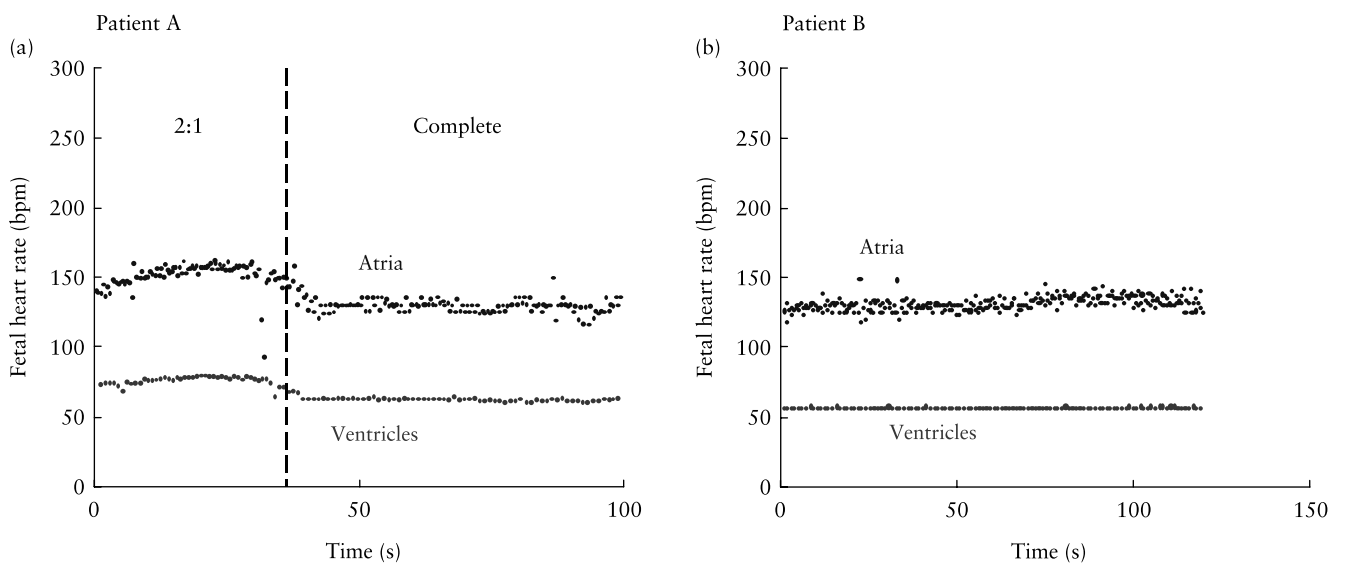 Patient A
(a)
300
250
200
150
100
50
0
2:1
Complete
Atria
Ventricles
Fetal heart rate (bpm)
0
50
100
Time (s)
Patient B
(b)
300
250
200
150
100
50
0
Atria
Ventricles
Fetal heart rate (bpm)
0
50
100
150
Time (s)